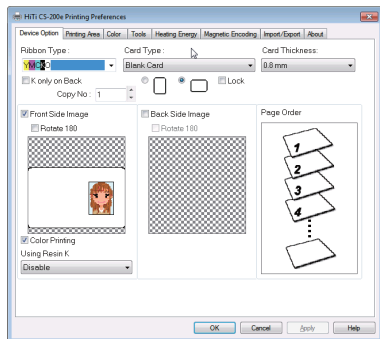 HiTi CS-200e Printing Preferences
Device Option Printing Area Color Tools Heating Energy Magnetic Encoding Import/Export About
Ribbon Type : Card Type : Card Thickness:
YMCKO Blank Card 0.8 mm
K only on Back Lock
Copy No : 1
Front Side Image Back Side Image Page Order
Rotate 180 Rotate 180
1
2
3
4
Color Printing
Using Resin K
Disable
OK Cancel Apply Help